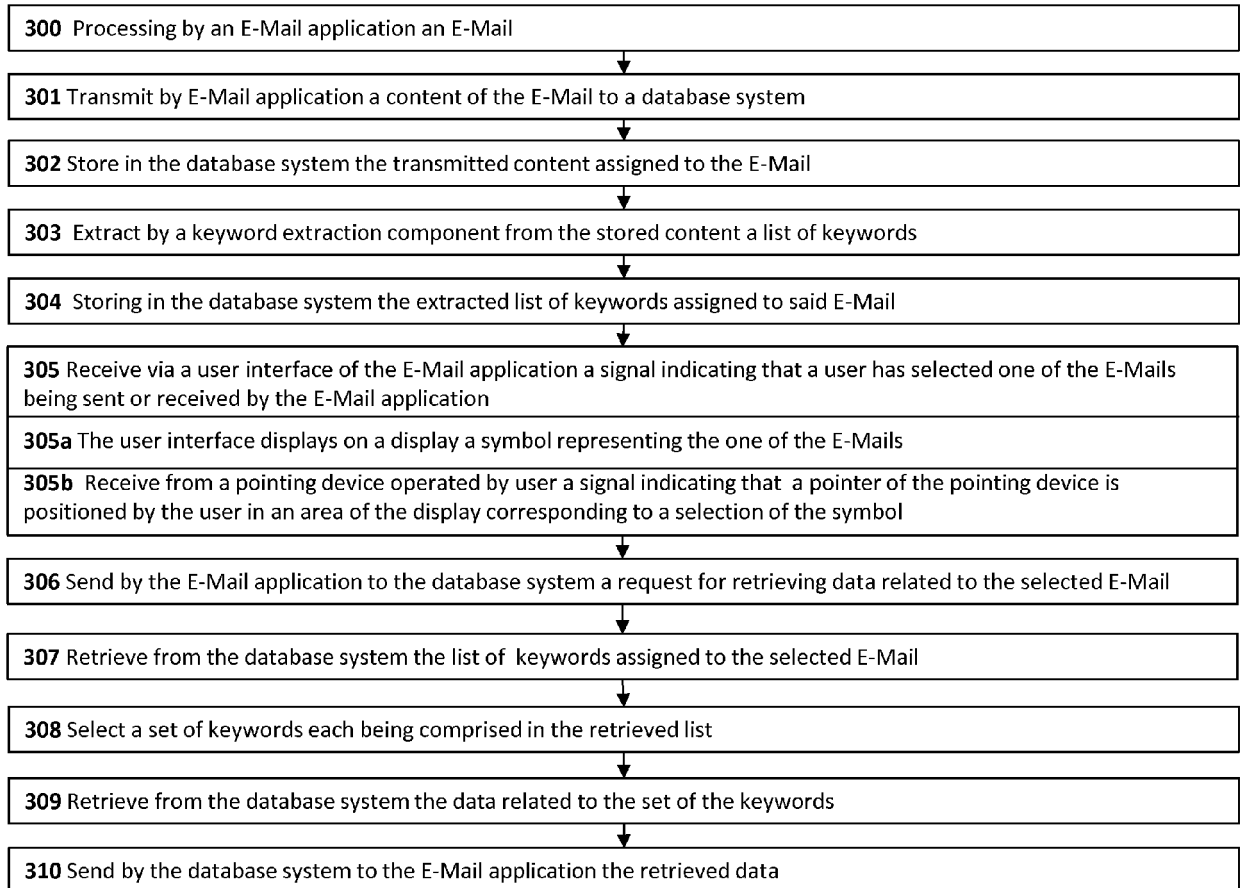 300 Processing by an E-Mail application an E-Mail
301 Transmit by E-Mail application a content of the E-Mail to a database system
302 Store in the database system the transmitted content assigned to the E-Mail
303 Extract by a keyword extraction component from the stored content a list of keywords
304 Storing in the database system the extracted list of keywords assigned to said E-Mail
305 Receive via a user interface of the E-Mail application a signal indicating that a user has selected one of the E-Mails
being sent or received by the E-Mail application
305a The user interface displays on a display a symbol representing the one of the E-Mails
305b Receive from a pointing device operated by user a signal indicating that a pointer of the pointing device is
positioned by the user in an area of the display corresponding to a selection of the symbol
306 Send by the E-Mail application to the database system a request for retrieving data related to the selected E-Mail
307 Retrieve from the database system the list of keywords assigned to the selected E-Mail
308 Select a set of keywords each being comprised in the retrieved list
309 Retrieve from the database system the data related to the set of the keywords
310 Send by the database system to the E-Mail application the retrieved data